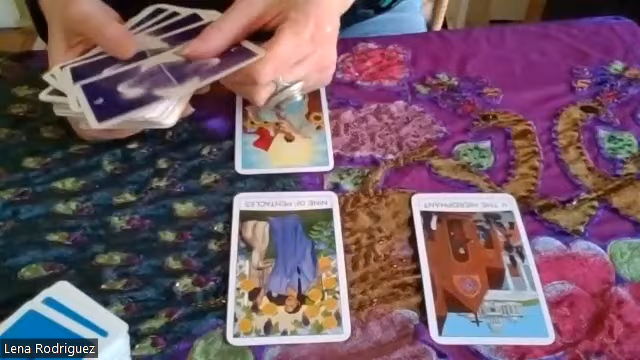 NINE OF PENTACLES
V THE HIEROPHANT
Lena Rodriguez